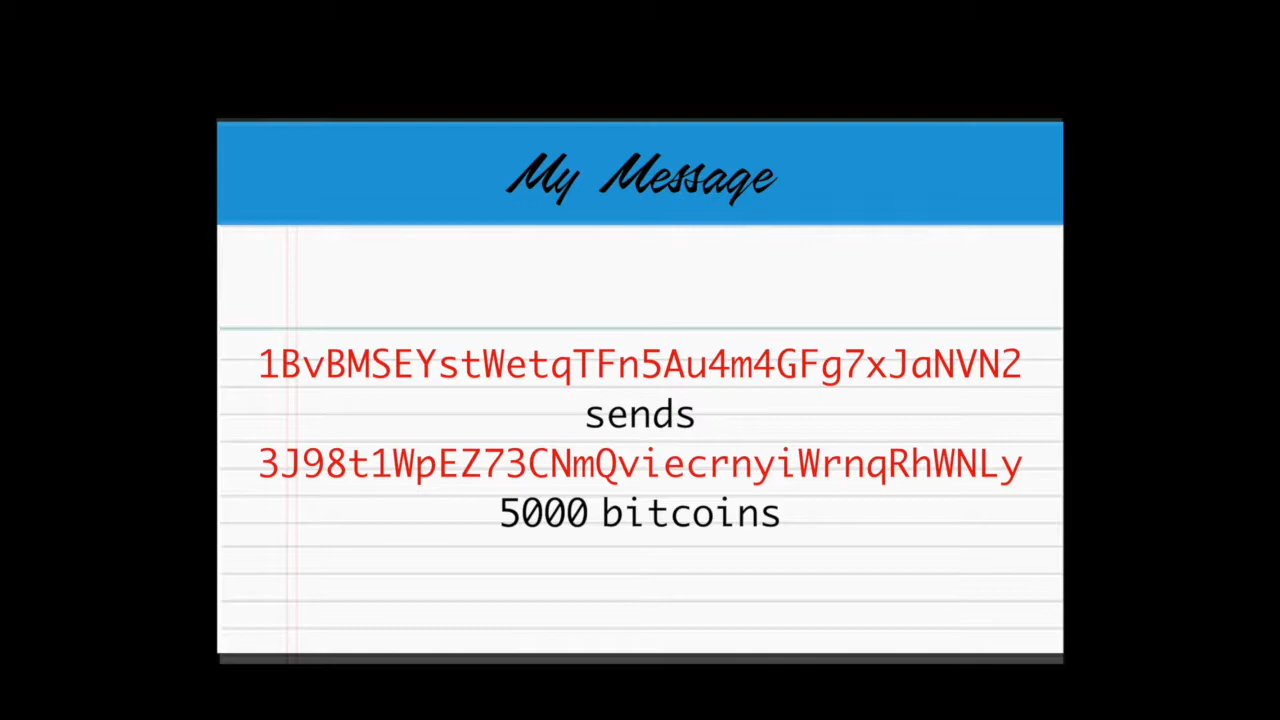 My Message
1BvBMSEYstWetqTFn5Au4m4GFg7xJaNVN2
sends
3J98t1WpEZ73CNmQviecrnyiWrnqRhWNLy
5000 bitcoins